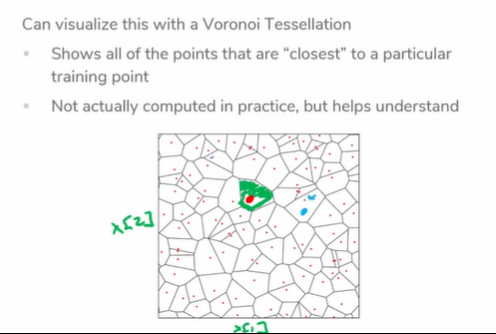 Can visualize this with a Voronoi Tessellation
Shows all of the points that are “closest” to a particular
training point
Not actually computed in practice, but helps understand
x[2]
x[1]